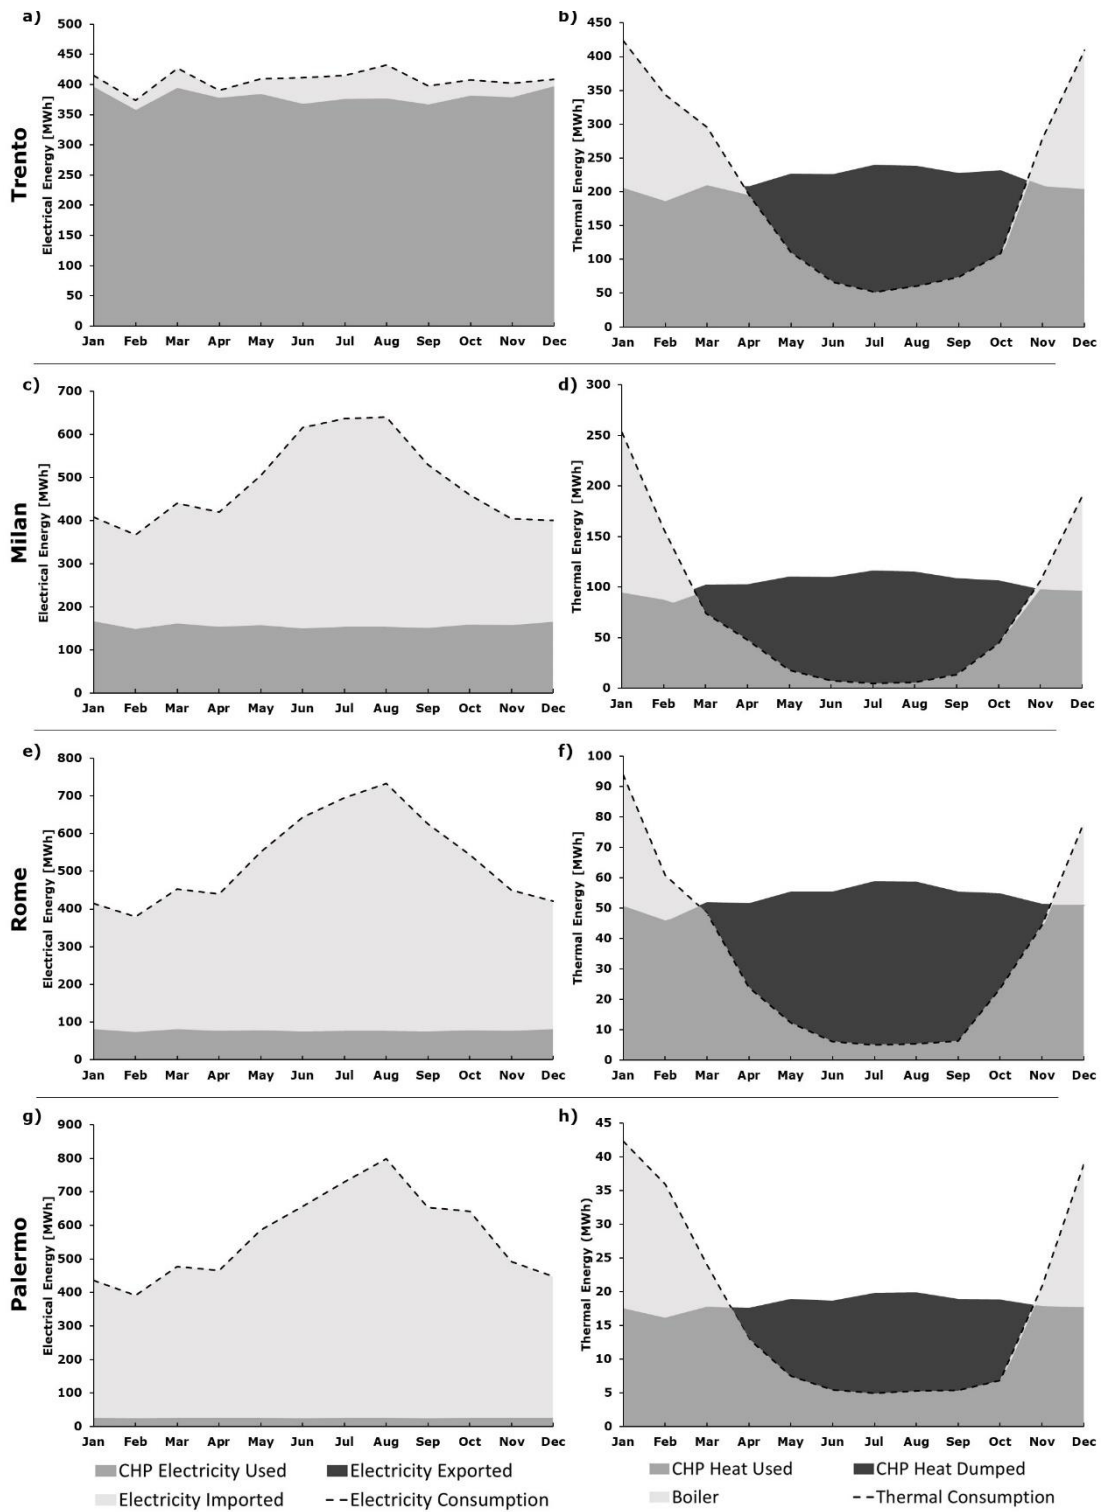 a)
500
450
400
350
300
250
200
150
100
50
0
Electrical Energy [MWh]
Jan Feb Mar Apr May Jun Jul Aug Sep Oct Nov Dec
Trento
b)
450
400
350
300
250
200
150
100
50
0
Thermal Energy [MWh]
Jan Feb Mar Apr May Jun Jul Aug Sep Oct Nov Dec
c)
700
600
500
400
300
200
100
0
Electrical Energy [MWh]
Jan Feb Mar Apr May Jun Jul Aug Sep Oct Nov Dec
Milan
d)
300
250
200
150
100
50
0
Thermal Energy [MWh]
Jan Feb Mar Apr May Jun Jul Aug Sep Oct Nov Dec
e)
800
700
600
500
400
300
200
100
0
Electrical Energy [MWh]
Jan Feb Mar Apr May Jun Jul Aug Sep Oct Nov Dec
Rome
f)
100
90
80
70
60
50
40
30
20
10
0
Thermal Energy [MWh]
Jan Feb Mar Apr May Jun Jul Aug Sep Oct Nov Dec
g)
900
800
700
600
500
400
300
200
100
0
Electrical Energy [MWh]
Jan Feb Mar Apr May Jun Jul Aug Sep Oct Nov Dec
Palermo
h)
45
40
35
30
25
20
15
10
5
0
Thermal Energy (MWh)
Jan Feb Mar Apr May Jun Jul Aug Sep Oct Nov Dec
CHP Electricity Used Electricity Exported
Electricity Imported Electricity Consumption
CHP Heat Used CHP Heat Dumped
Boiler Thermal Consumption